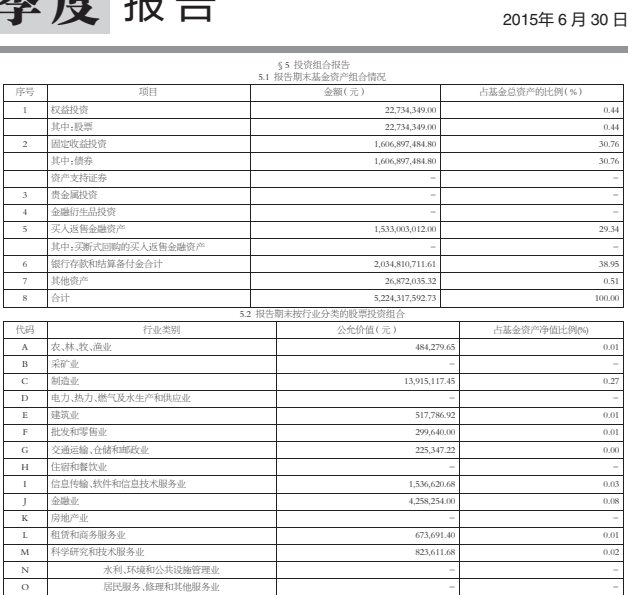 季度 报告
2015年6月30日
§5 投资组合报告
5.1 报告期末基金资产组合情况
序号 项目 金额(元) 占基金总资产的比例(%)
1 权益投资 22,734,349.00 0.44
其中:股票 22,734,349.00 0.44
2 固定收益投资 1,606,897,484.80 30.76
其中:债券 1,606,897,484.80 30.76
资产支持证券 - -
3 贵金属投资 - -
4 金融衍生品投资 - -
5 买入返售金融资产 1,533,003,012.00 29.34
其中:买断式回购的买入返售金融资产 - -
6 银行存款和结算备付金合计 2,034,810,711.61 38.95
7 其他资产 26,872,035.32 0.51
8 合计 5,224,317,592.73 100.00
5.2 报告期末按行业分类的股票投资组合
代码 行业类别 公允价值(元) 占基金资产净值比例(%)
A 农、林、牧、渔业 484,279.65 0.01
B 采矿业 - -
C 制造业 13,915,117.45 0.27
D 电力、热力、燃气及水生产和供应业 - -
E 建筑业 517,786.92 0.01
F 批发和零售业 299,640.00 0.01
G 交通运输、仓储和邮政业 225,347.22 0.00
H 住宿和餐饮业 - -
I 信息传输、软件和信息技术服务业 1,536,620.68 0.03
J 金融业 4,258,254.00 0.08
K 房地产业 - -
L 租赁和商务服务业 673,691.40 0.01
M 科学研究和技术服务业 823,611.68 0.02
N 水利、环境和公共设施管理业 - -
O 居民服务、修理和其他服务业 - -